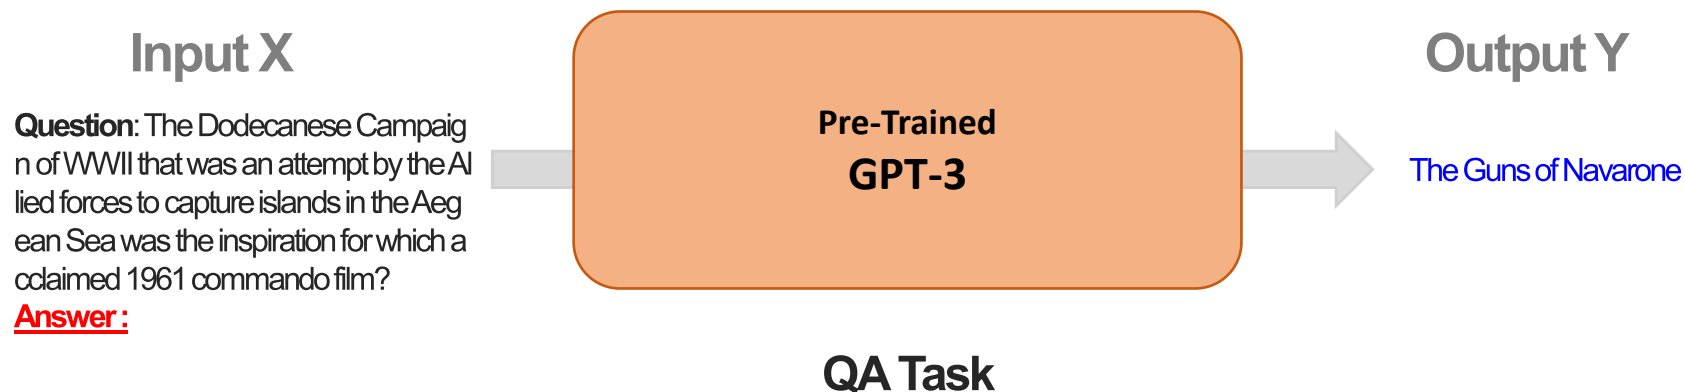 Input X
Question: The Dodecanese Campaig
n of WWII that was an attempt by the Al
lied forces to capture islands in the Aeg
ean Sea was the inspiration for which a
cclaimed 1961 commando film?
Answer :
Pre-Trained
GPT-3
Output Y
The Guns of Navarone
QA Task